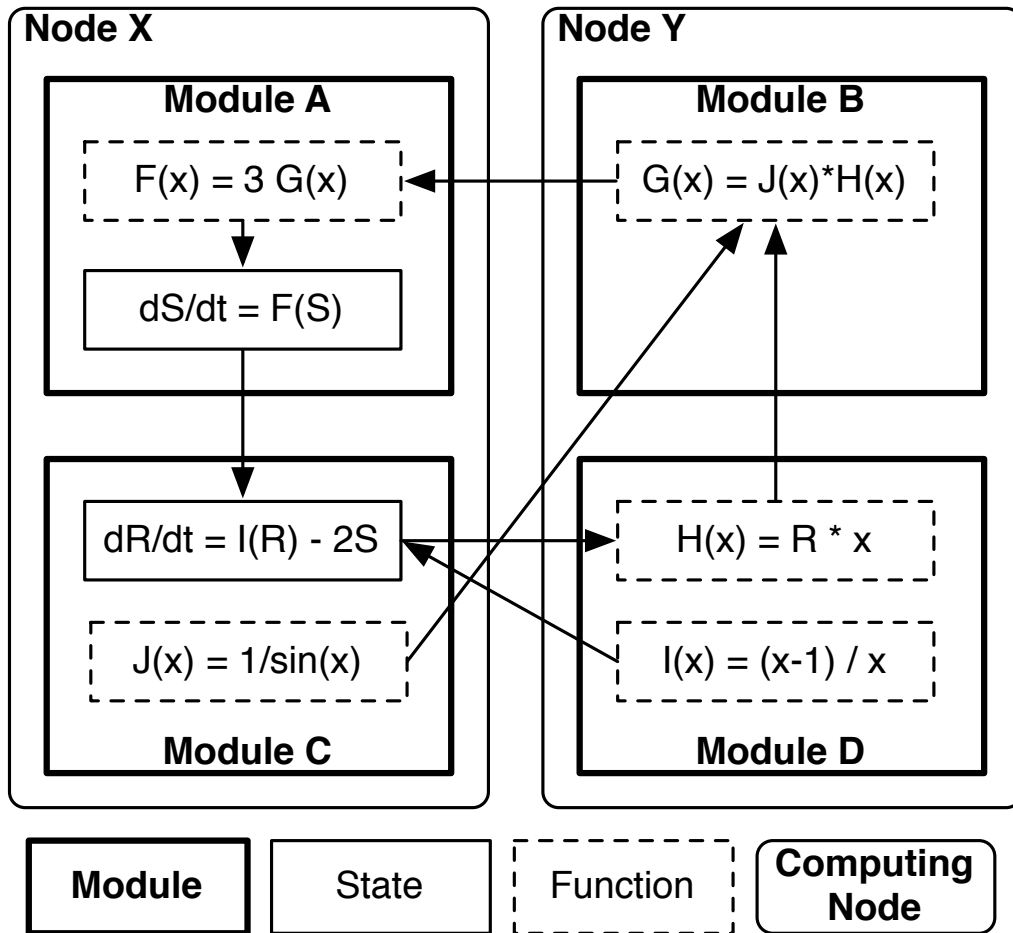 Node X
Module A
F(x) = 3 G(x)
dS/dt = F(S)
dR/dt = I(R) - 2S
J(x) = 1/sin(x)
Module C
Node Y
Module B
G(x) = J(x)*H(x)
H(x) = R * x
I(x) = (x-1) / x
Module D
Module
State
Function
Computing
Node